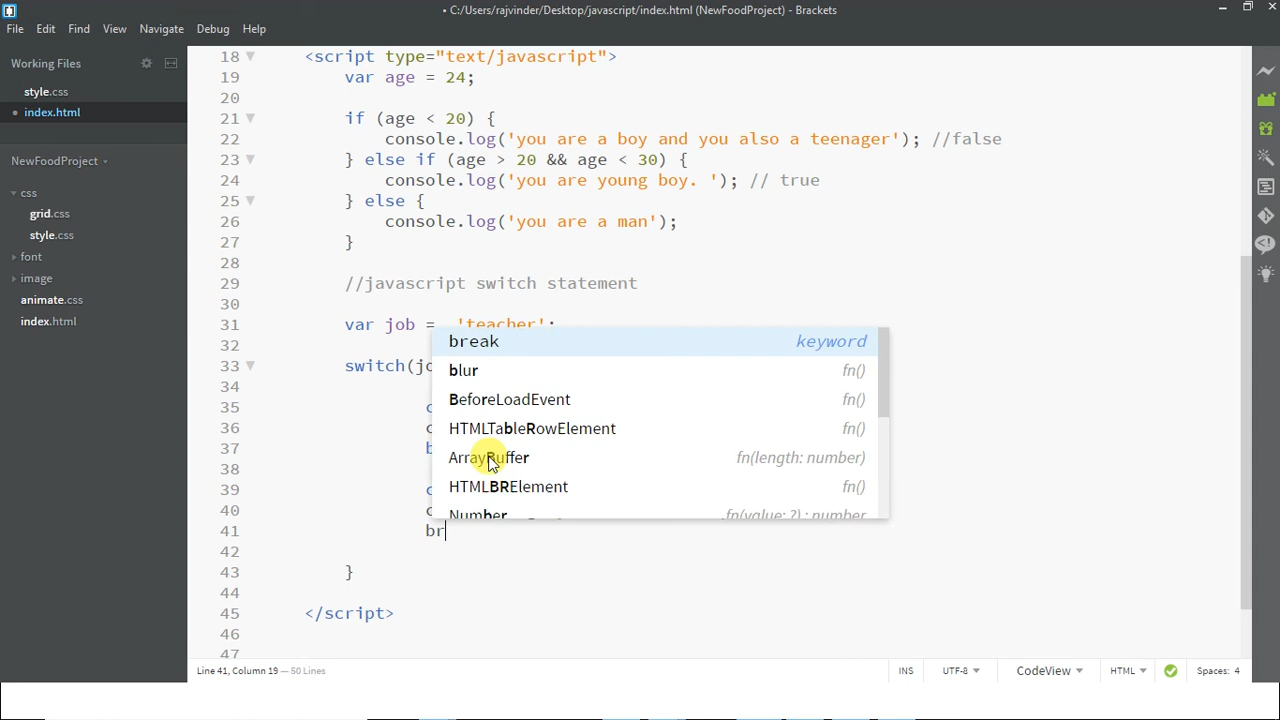 • C:/Users/rajvinder/Desktop/javascript/index.html (NewFoodProject) - Brackets
File Edit Find View Navigate Debug Help
Working Files
style.css
• index.html
NewFoodProject
css
grid.css
style.css
font
image
animate.css
index.html
18 <script type="text/javascript">
19 var age = 24;
20
21 if (age < 20) {
22 console.log('you are a boy and you also a teenager'); //false
23 } else if (age > 20 && age < 30) {
24 console.log('you are young boy. '); // true
25 } else {
26 console.log('you are a man');
27 }
28
29 //javascript switch statement
30
31 var job = 'teacher';
32
33 switch(jo
34
35 c
36 c
37 b
38
39 c
40 c
41 br
42
43 }
44
45 </script>
46
47
break keyword
blur fn()
BeforeLoadEvent fn()
HTMLTableRowElement fn()
ArrayBuffer fn(length: number)
HTMLBRElement fn()
Number fn(value: ?) : number
Line 41, Column 19 — 50 Lines
INS UTF-8 CodeView HTML Spaces: 4